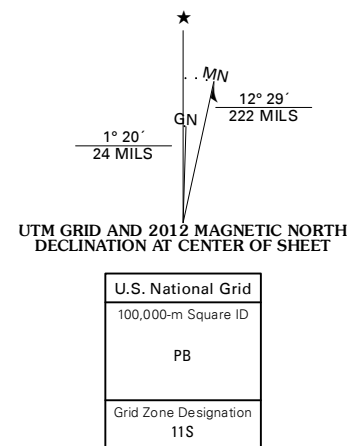 ★
MN
GN
12° 29´
222 MILS
1° 20´
24 MILS
UTM GRID AND 2012 MAGNETIC NORTH
DECLINATION AT CENTER OF SHEET
U.S. National Grid
100,000-m Square ID
PB
Grid Zone Designation
11S